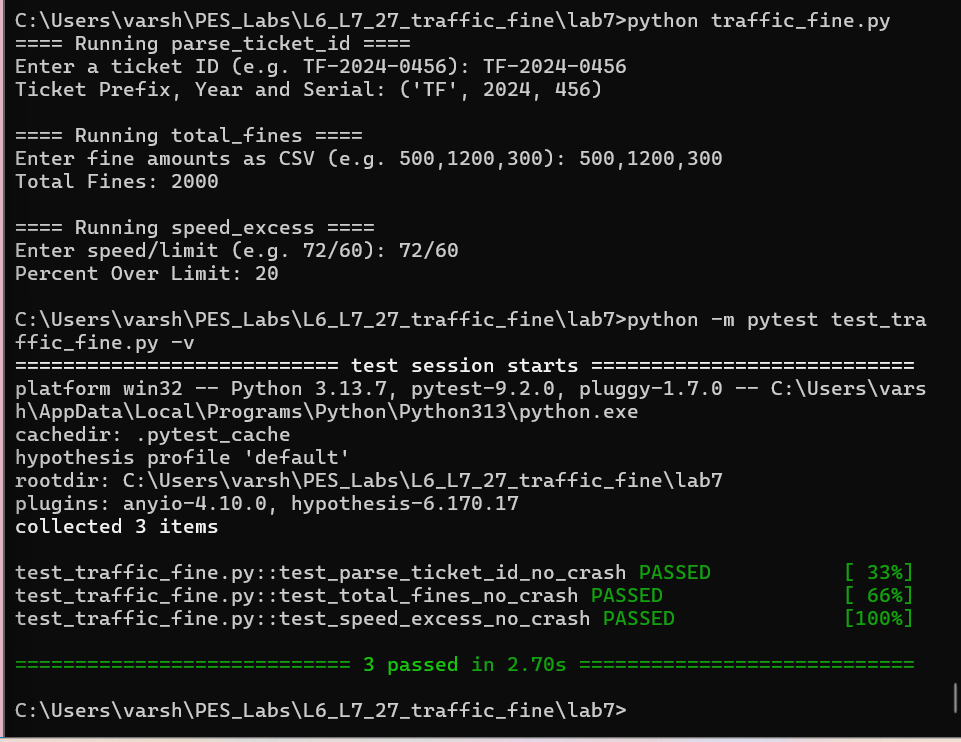 C:\Users\varsh\PES_Labs\L6_L7_27_traffic_fine\lab7>python traffic_fine.py
==== Running parse_ticket_id ====
Enter a ticket ID (e.g. TF-2024-0456): TF-2024-0456
Ticket Prefix, Year and Serial: ('TF', 2024, 456)

==== Running total_fines ====
Enter fine amounts as CSV (e.g. 500,1200,300): 500,1200,300
Total Fines: 2000

==== Running speed_excess ====
Enter speed/limit (e.g. 72/60): 72/60
Percent Over Limit: 20

C:\Users\varsh\PES_Labs\L6_L7_27_traffic_fine\lab7>python -m pytest test_tra
ffic_fine.py -v
=========================== test session starts ===========================
platform win32 -- Python 3.13.7, pytest-9.2.0, pluggy-1.7.0 -- C:\Users\vars
h\AppData\Local\Programs\Python\Python313\python.exe
cachedir: .pytest_cache
hypothesis profile 'default'
rootdir: C:\Users\varsh\PES_Labs\L6_L7_27_traffic_fine\lab7
plugins: anyio-4.10.0, hypothesis-6.170.17
collected 3 items

test_traffic_fine.py::test_parse_ticket_id_no_crash PASSED           [ 33%]
test_traffic_fine.py::test_total_fines_no_crash PASSED               [ 66%]
test_traffic_fine.py::test_speed_excess_no_crash PASSED              [100%]

============================ 3 passed in 2.70s ============================

C:\Users\varsh\PES_Labs\L6_L7_27_traffic_fine\lab7>